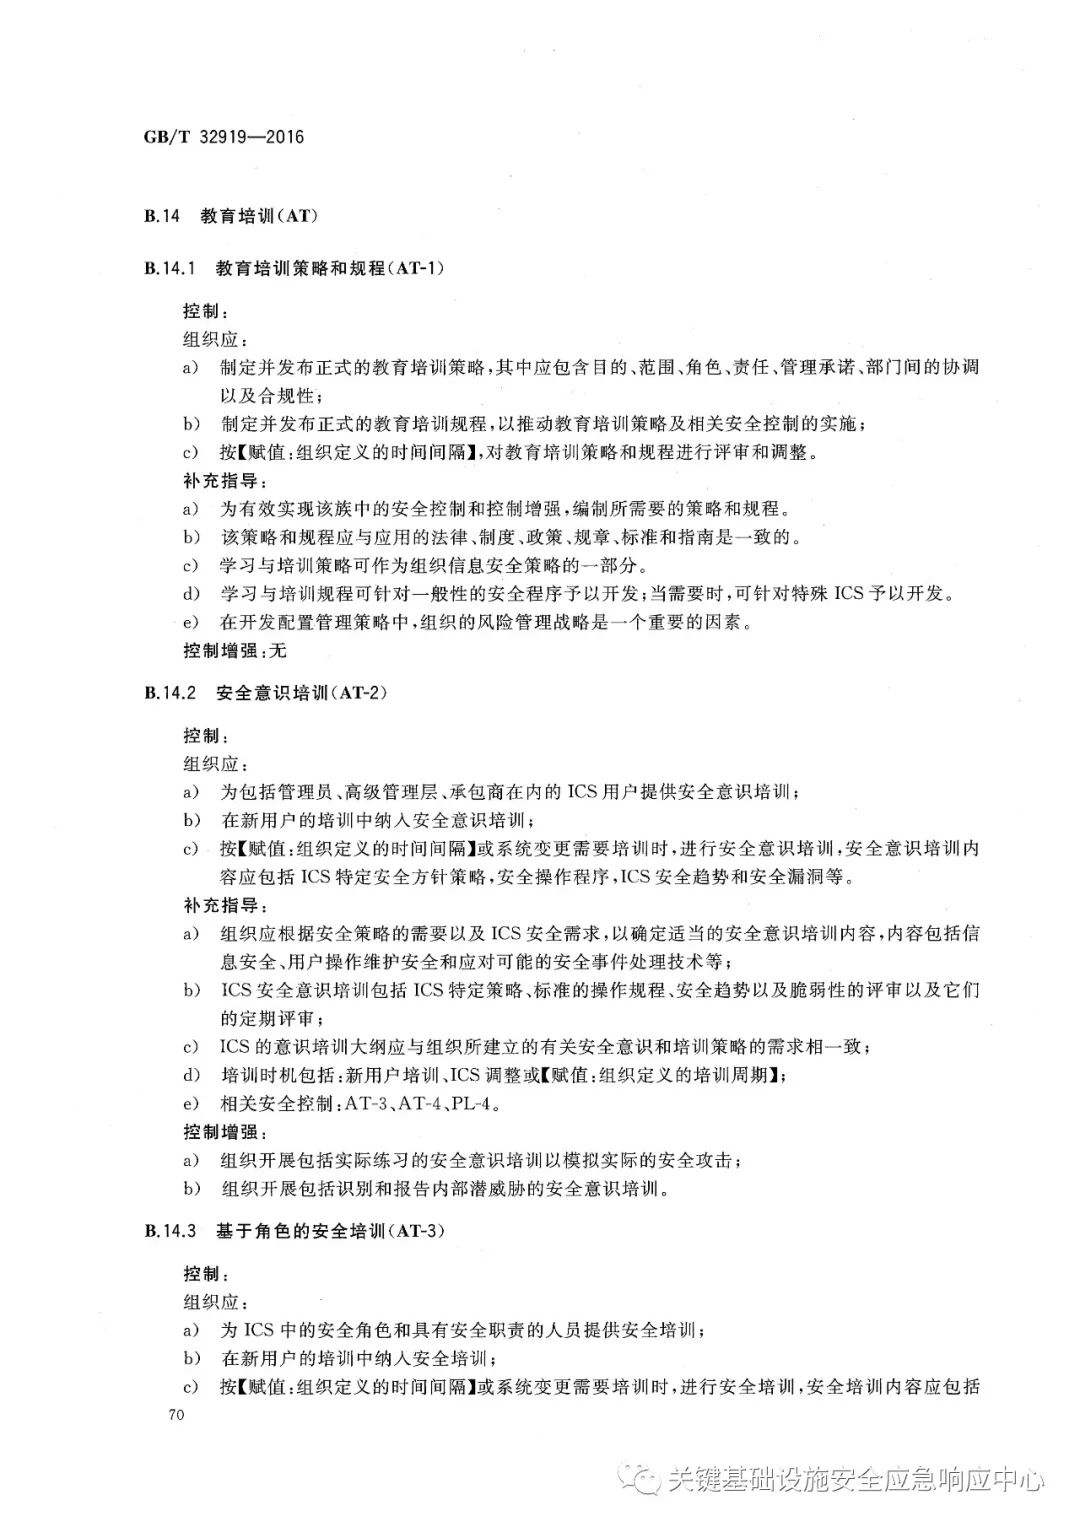 GB/T 32919—2016
B.14 教育培训(AT)
B.14.1 教育培训策略和规程(AT-1)
控制:
组织应:
a) 制定并发布正式的教育培训策略,其中应包含目的、范围、角色、责任、管理承诺、部门间的协调
以及合规性;
b) 制定并发布正式的教育培训规程,以推动教育培训策略及相关安全控制的实施;
c) 按【赋值:组织定义的时间间隔】,对教育培训策略和规程进行评审和调整。
补充指导:
a) 为有效实现该族中的安全控制和控制增强,编制所需要的策略和规程。
b) 该策略和规程应与应用的法律、制度、政策、规章、标准和指南是一致的。
c) 学习与培训策略可作为组织信息安全策略的一部分。
d) 学习与培训规程可针对一般性的安全程序予以开发;当需要时,可针对特殊 ICS 予以开发。
e) 在开发配置管理策略中,组织的风险管理战略是一个重要的因素。
控制增强:无
B.14.2 安全意识培训(AT-2)
控制:
组织应:
a) 为包括管理员、高级管理层、承包商在内的 ICS 用户提供安全意识培训;
b) 在新用户的培训中纳入安全意识培训;
c) 按【赋值:组织定义的时间间隔】或系统变更需要培训时,进行安全意识培训,安全意识培训内
容应包括 ICS 特定安全方针策略,安全操作程序,ICS 安全趋势和安全漏洞等。
补充指导:
a) 组织应根据安全策略的需要以及 ICS 安全需求,以确定适当的安全意识培训内容,内容包括信
息安全、用户操作维护安全和应对可能的安全事件处理技术等;
b) ICS 安全意识培训包括 ICS 特定策略、标准的操作规程、安全趋势以及脆弱性的评审以及它们
的定期评审;
c) ICS 的意识培训大纲应与组织所建立的有关安全意识和培训策略的需求相一致;
d) 培训时机包括:新用户培训、ICS 调整或【赋值:组织定义的培训周期】;
e) 相关安全控制:AT-3、AT-4、PL-4。
控制增强:
a) 组织开展包括实际练习的安全意识培训以模拟实际的安全攻击;
b) 组织开展包括识别和报告内部潜威胁的安全意识培训。
B.14.3 基于角色的安全培训(AT-3)
控制:
组织应:
a) 为 ICS 中的安全角色和具有安全职责的人员提供安全培训;
b) 在新用户的培训中纳入安全培训;
c) 按【赋值:组织定义的时间间隔】或系统变更需要培训时,进行安全培训,安全培训内容应包括
70
关键基础设施安全应急响应中心